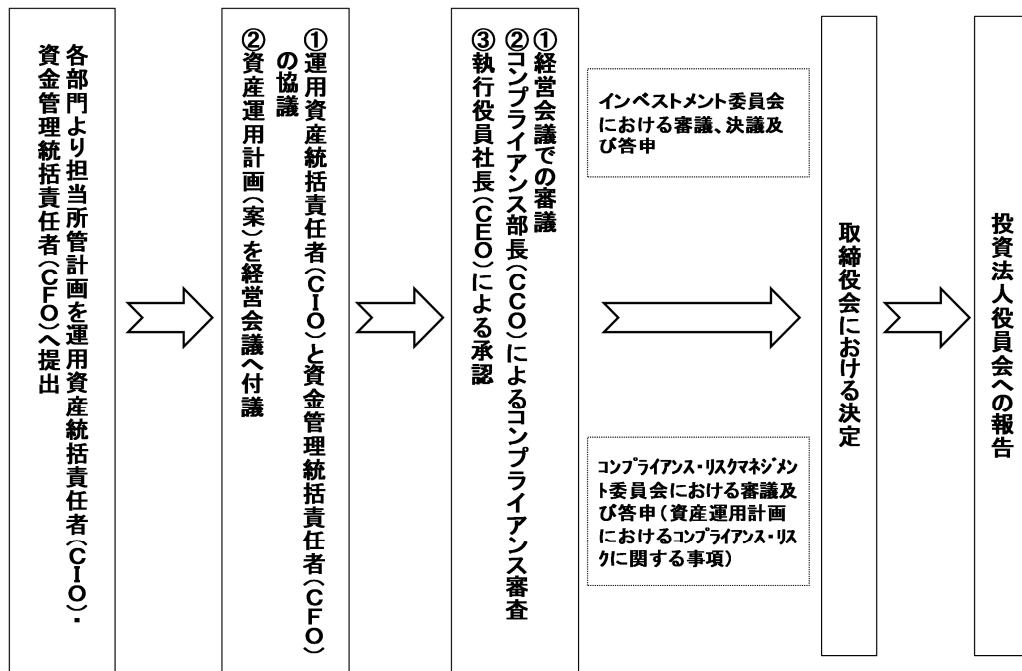 各部門より担当所管計画を運用資産統括責任者(CIO)・
資金管理統括責任者(CFO)へ提出
①運用資産統括責任者(CIO)と資金管理統括責任者(CFO)
の協議
②資産運用計画(案)を経営会議へ付議
①経営会議での審議
②コンプライアンス部長(CCO)によるコンプライアンス審査
③執行役員社長(CEO)による承認
インベストメント委員会
における審議、決議及
び答申
コンプライアンス・リスクマネジメン
ト委員会における審議及
び答申(資産運用計画
におけるコンプライアンス・リス
クに関する事項)
取締役会における決定
投資法人役員会への報告